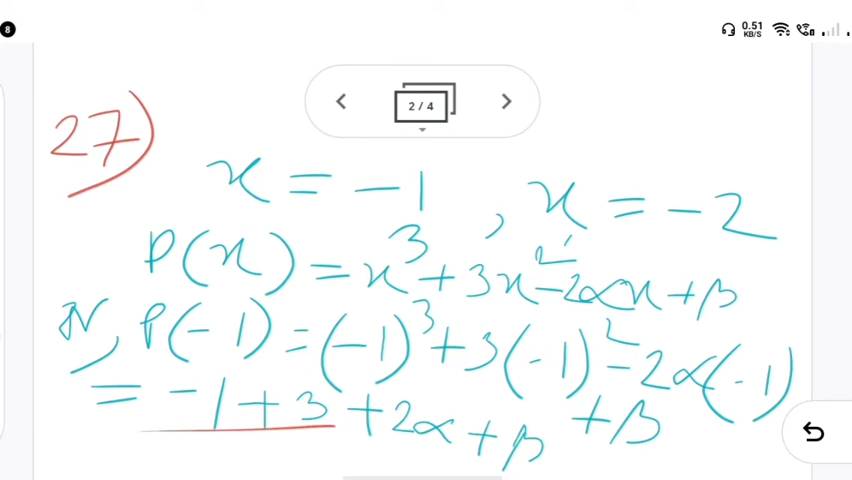 8
0.51 KB/S
2 / 4
27)
x = -1 , x = -2
P(x) = x³ + 3x² - 2αx + β
N, P(-1) = (-1)³ + 3(-1)² - 2α(-1) + β
= -1 + 3 + 2α + β